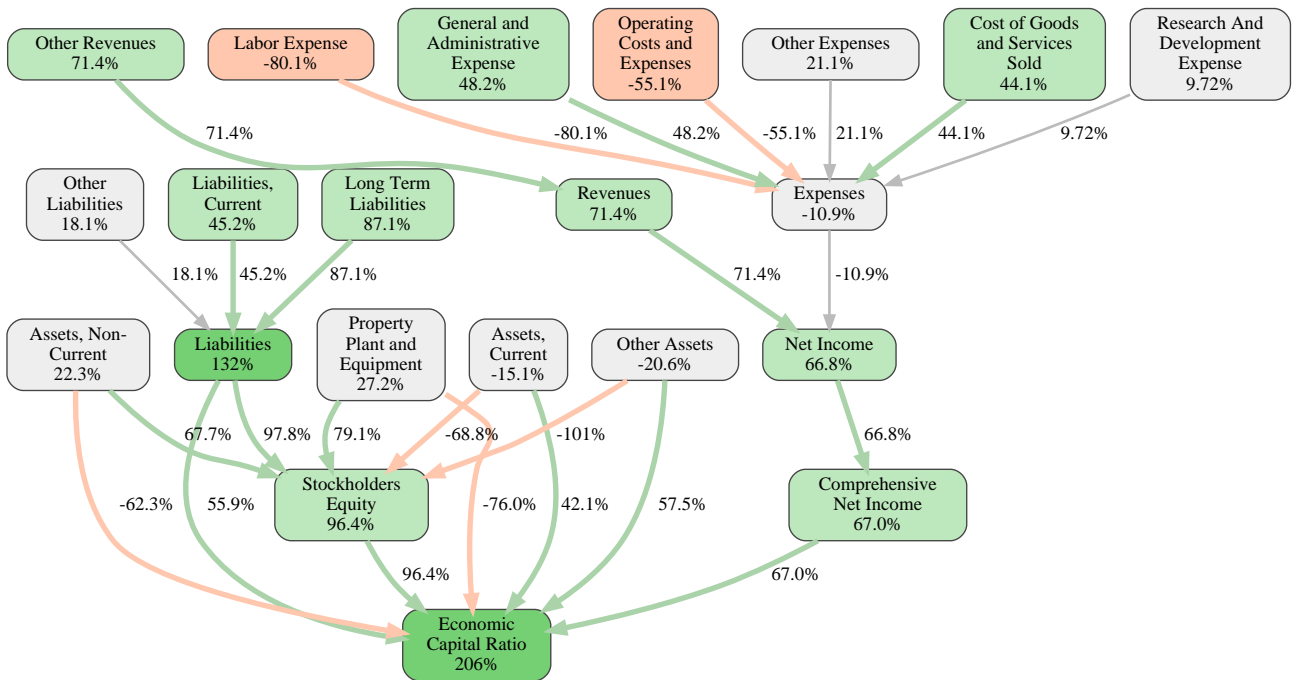 Other Revenues
71.4%
Labor Expense
-80.1%
General and
Administrative
Expense
48.2%
Operating
Costs and
Expenses
-55.1%
Other Expenses
21.1%
Cost of Goods
and Services
Sold
44.1%
Research And
Development
Expense
9.72%
71.4%
-80.1%
48.2%
-55.1%
21.1%
44.1%
9.72%
Other
Liabilities
18.1%
Liabilities,
Current
45.2%
Long Term
Liabilities
87.1%
Revenues
71.4%
Expenses
-10.9%
18.1%
45.2%
87.1%
71.4%
-10.9%
Assets, Non-
Current
22.3%
Liabilities
132%
Property
Plant and
Equipment
27.2%
Assets,
Current
-15.1%
Other Assets
-20.6%
Net Income
66.8%
67.7%
97.8%
79.1%
-68.8%
-101%
66.8%
Stockholders
Equity
96.4%
Comprehensive
Net Income
67.0%
-62.3%
55.9%
-76.0%
42.1%
57.5%
96.4%
67.0%
Economic
Capital Ratio
206%